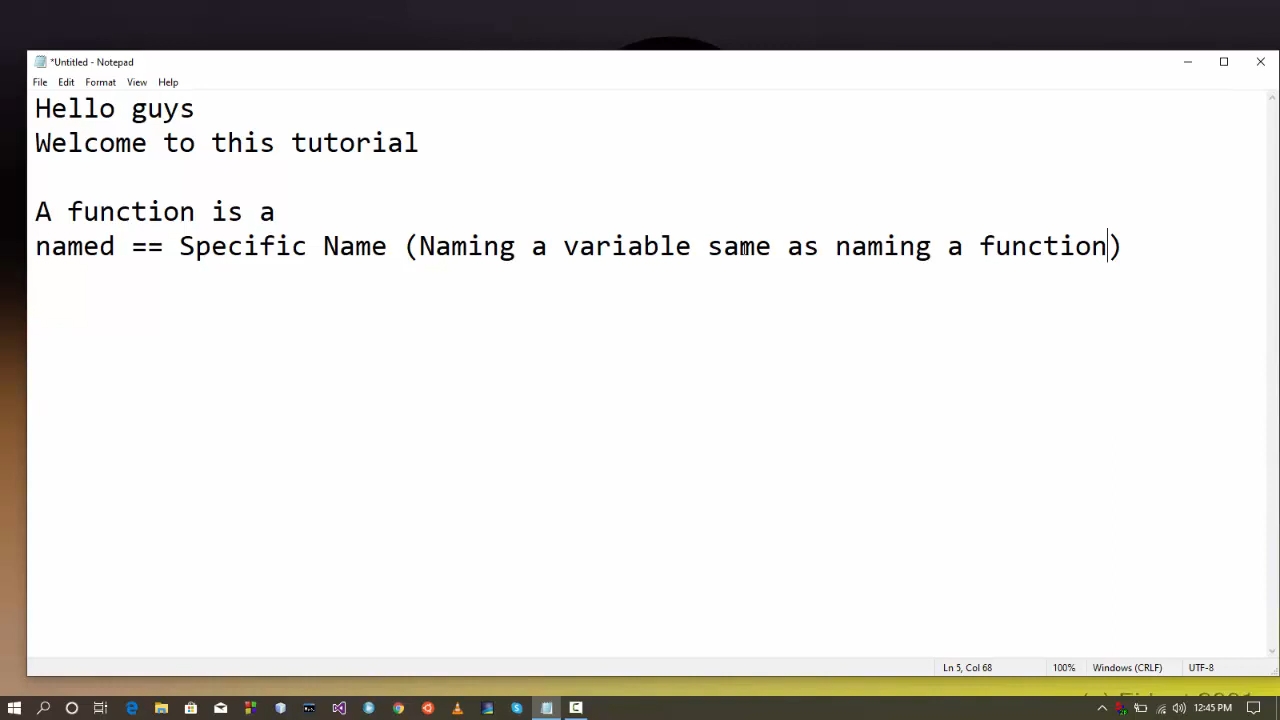 *Untitled - Notepad
File Edit Format View Help
Hello guys
Welcome to this tutorial
A function is a
named == Specific Name (Naming a variable same as naming a function)
Ln 5, Col 68 100% Windows (CRLF) UTF-8
12:45 PM